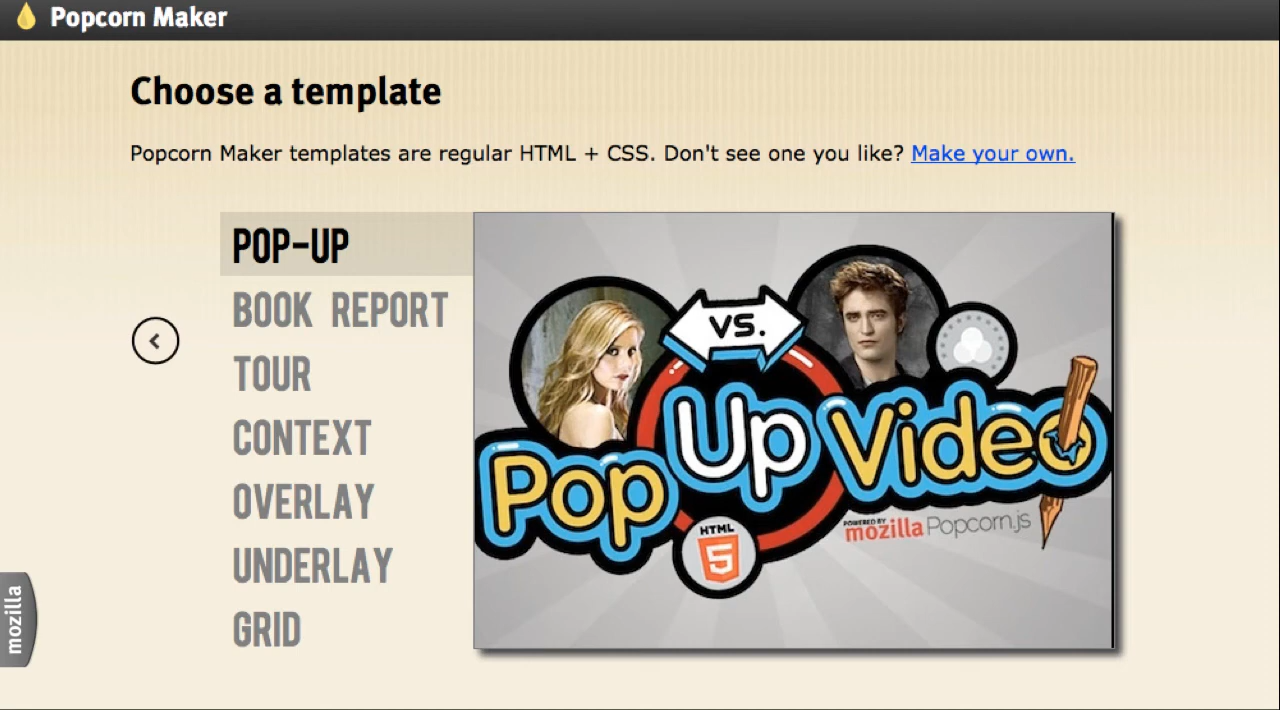 Popcorn Maker
Choose a template
Popcorn Maker templates are regular HTML + CSS. Don't see one you like? Make your own.
POP-UP
BOOK REPORT
TOUR
CONTEXT
OVERLAY
UNDERLAY
GRID
VS.
Pop Up Video
POWERED BY
mozilla Popcorn.js
HTML
5
mozilla